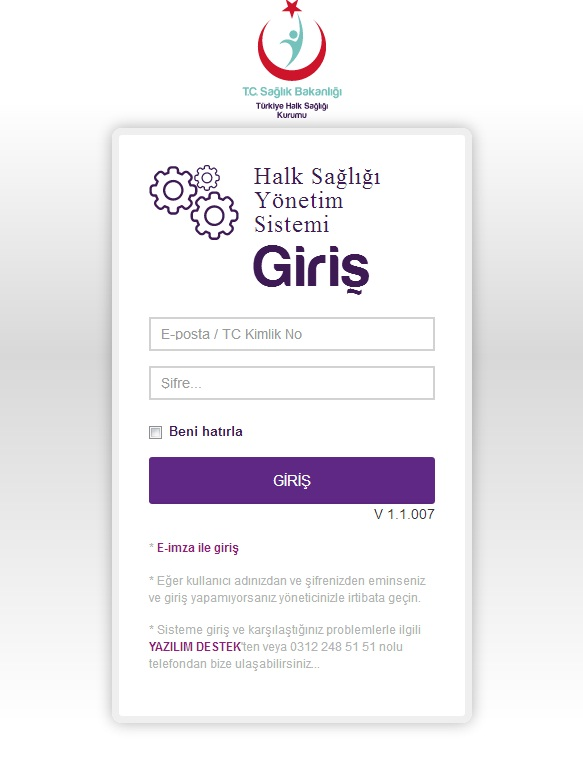 T.C. Sağlık Bakanlığı
Türkiye Halk Sağlığı
Kurumu
Halk Sağlığı
Yönetim
Sistemi
Giriş
E-posta / TC Kimlik No
Şifre...
Beni hatırla
GİRİŞ
V 1.1.007
* E-imza ile giriş
* Eğer kullanıcı adınızdan ve şifrenizden eminseniz
ve giriş yapamıyorsanız yöneticinizle irtibata geçin.
* Sisteme giriş ve karşılaştığınız problemlerle ilgili
YAZILIM DESTEK'ten veya 0312 248 51 51 nolu
telefondan bize ulaşabilirsiniz...